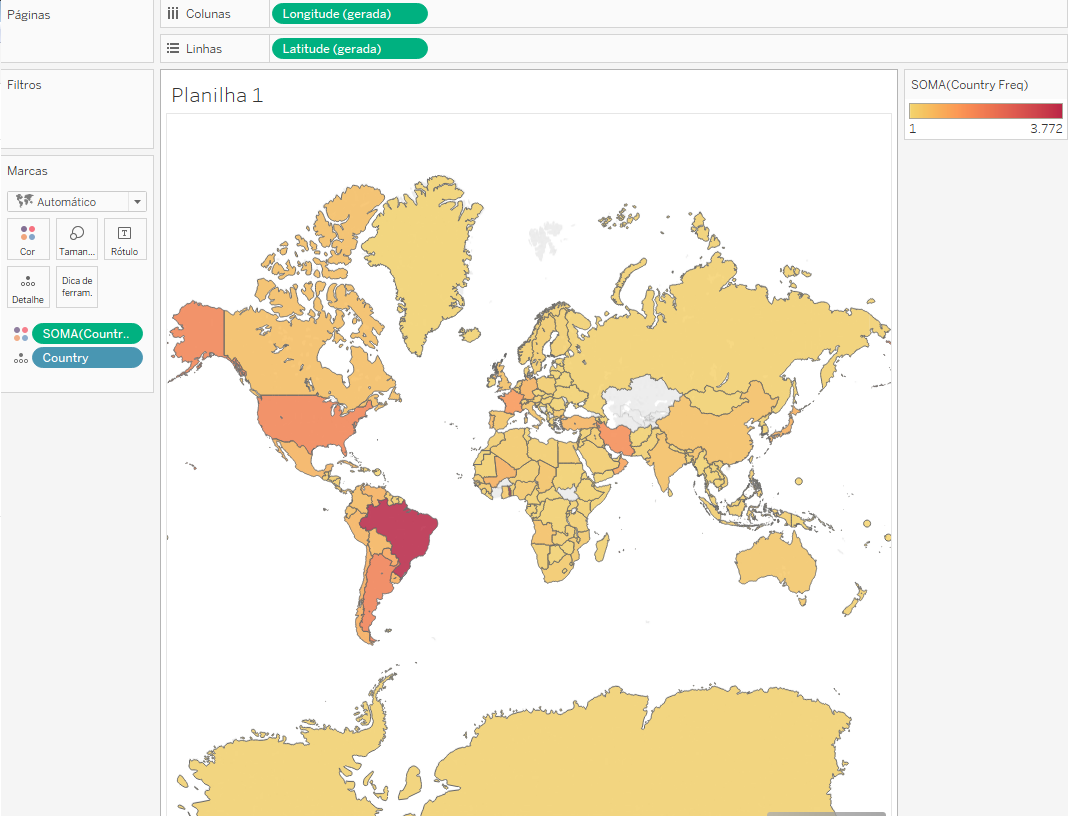 Páginas
Colunas
Longitude (gerada)
Linhas
Latitude (gerada)
Filtros
Marcas
Automático
Cor
Taman...
Rótulo
Detalhe
Dica de
ferram.
SOMA(Countr..
Country
Planilha 1
SOMA(Country Freq)
1
3.772